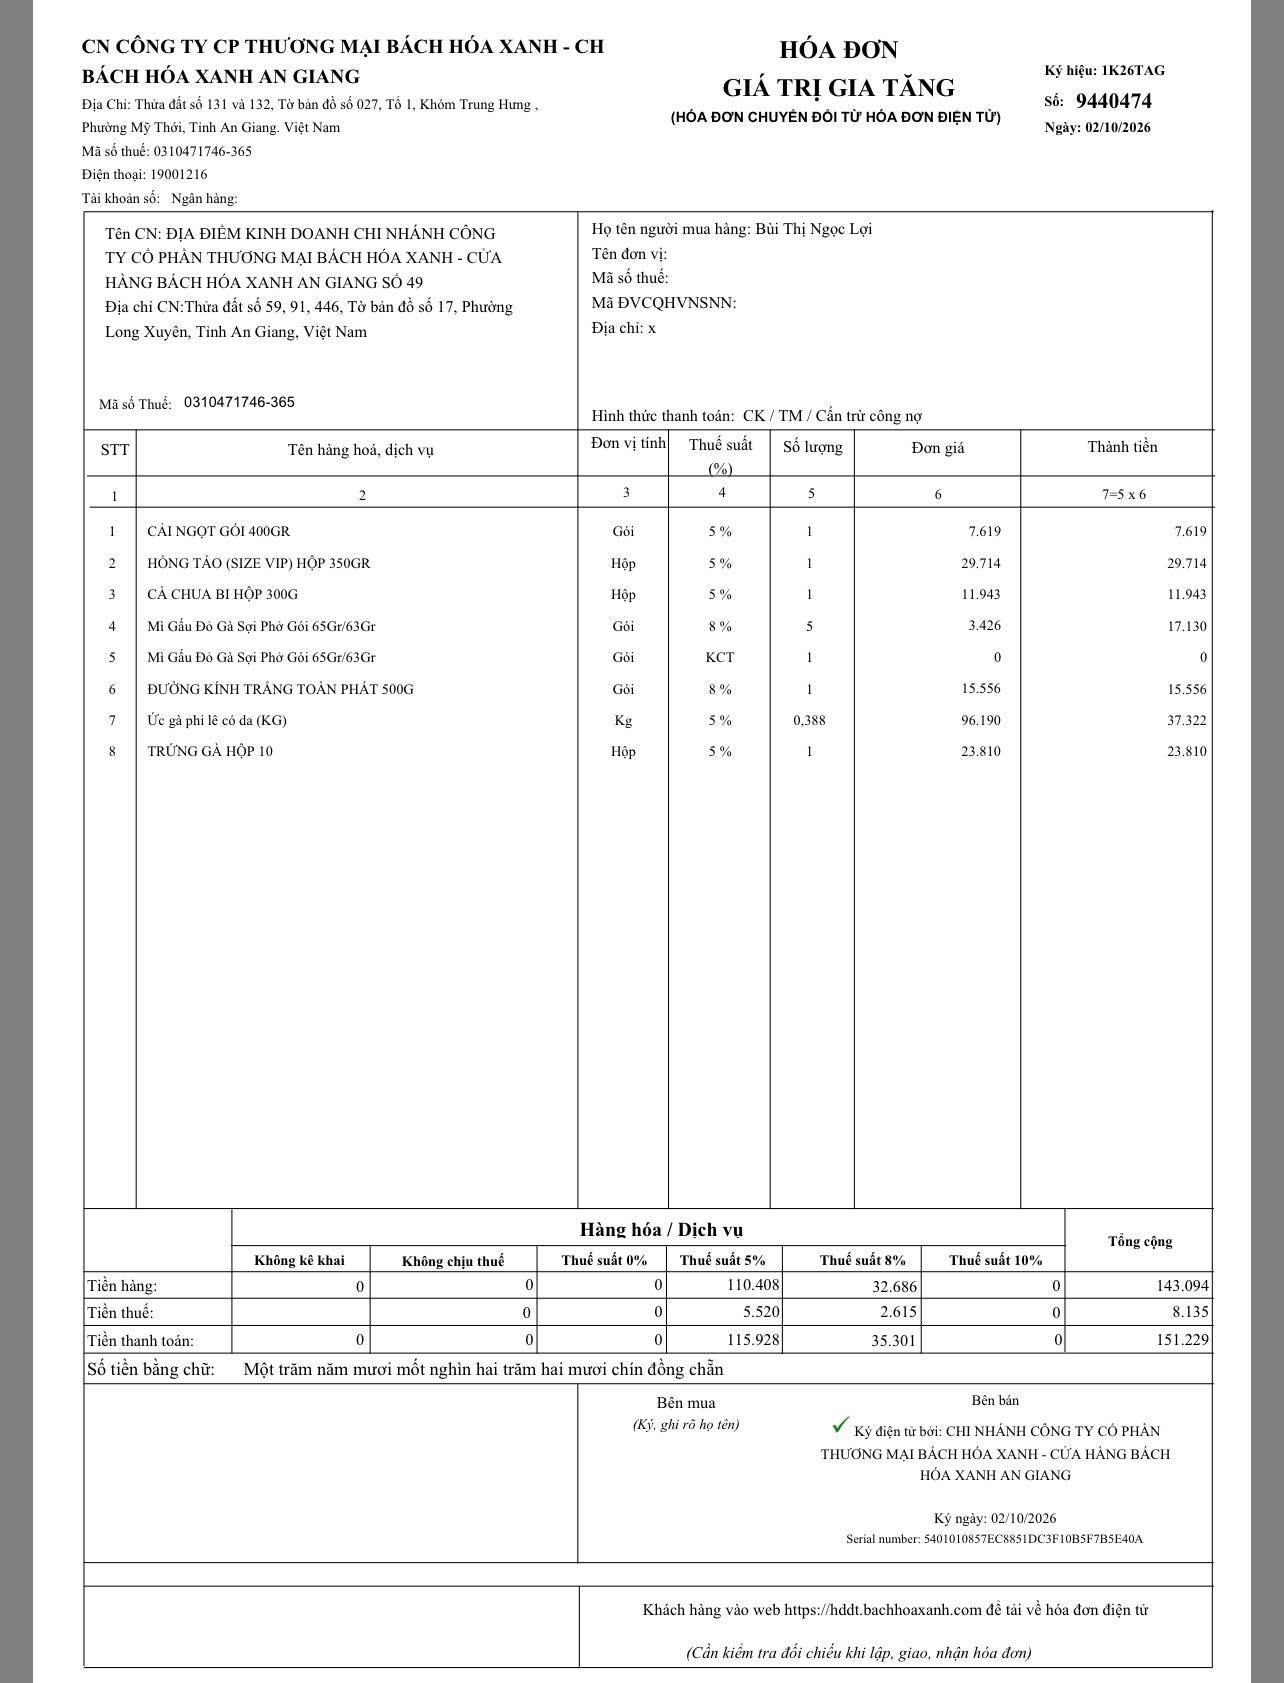 CN CÔNG TY CP THƯƠNG MẠI BÁCH HÓA XANH - CH
BÁCH HÓA XANH AN GIANG
Địa Chỉ: Thửa đất số 131 và 132, Tờ bản đồ số 027, Tổ 1, Khóm Trung Hưng ,
Phường Mỹ Thới, Tỉnh An Giang. Việt Nam
Mã số thuế: 0310471746-365
Điện thoại: 19001216
Tài khoản số: Ngân hàng:
HÓA ĐƠN
GIÁ TRỊ GIA TĂNG
(HÓA ĐƠN CHUYỂN ĐỔI TỪ HÓA ĐƠN ĐIỆN TỬ)
Ký hiệu: 1K26TAG
Số: 9440474
Ngày: 02/10/2026
Tên CN: ĐỊA ĐIỂM KINH DOANH CHI NHÁNH CÔNG
TY CỔ PHẦN THƯƠNG MẠI BÁCH HÓA XANH - CỬA
HÀNG BÁCH HÓA XANH AN GIANG SỐ 49
Địa chỉ CN:Thửa đất số 59, 91, 446, Tờ bản đồ số 17, Phường
Long Xuyên, Tỉnh An Giang, Việt Nam
Mã số Thuế: 0310471746-365
Họ tên người mua hàng: Bùi Thị Ngọc Lợi
Tên đơn vị:
Mã số thuế:
Mã ĐVCQHVNSNN:
Địa chỉ: x
Hình thức thanh toán: CK / TM / Cấn trừ công nợ
STT Tên hàng hoá, dịch vụ Đơn vị tính Thuế suất (%) Số lượng Đơn giá Thành tiền
1 2 3 4 5 6 7=5 x 6
1 CẢI NGỌT GÓI 400GR Gói 5 % 1 7.619 7.619
2 HỒNG TÁO (SIZE VIP) HỘP 350GR Hộp 5 % 1 29.714 29.714
3 CÀ CHUA BI HỘP 300G Hộp 5 % 1 11.943 11.943
4 Mì Gấu Đỏ Gà Sợi Phở Gói 65Gr/63Gr Gói 8 % 5 3.426 17.130
5 Mì Gấu Đỏ Gà Sợi Phở Gói 65Gr/63Gr Gói KCT 1 0 0
6 ĐƯỜNG KÍNH TRẮNG TOÀN PHÁT 500G Gói 8 % 1 15.556 15.556
7 Ức gà phi lê có da (KG) Kg 5 % 0,388 96.190 37.322
8 TRỨNG GÀ HỘP 10 Hộp 5 % 1 23.810 23.810
Hàng hóa / Dịch vụ Tổng cộng
Không kê khai Không chịu thuế Thuế suất 0% Thuế suất 5% Thuế suất 8% Thuế suất 10%
Tiền hàng: 0 0 0 110.408 32.686 0 143.094
Tiền thuế: 0 0 5.520 2.615 0 8.135
Tiền thanh toán: 0 0 0 115.928 35.301 0 151.229
Số tiền bằng chữ: Một trăm năm mươi mốt nghìn hai trăm hai mươi chín đồng chẵn
Bên mua
(Ký, ghi rõ họ tên)
Bên bán
Ký điện tử bởi: CHI NHÁNH CÔNG TY CỔ PHẦN
THƯƠNG MẠI BÁCH HÓA XANH - CỬA HÀNG BÁCH
HÓA XANH AN GIANG
Ký ngày: 02/10/2026
Serial number: 5401010857EC8851DC3F10B5F7B5E40A
Khách hàng vào web https://hddt.bachhoaxanh.com để tải về hóa đơn điện tử
(Cần kiểm tra đối chiếu khi lập, giao, nhận hóa đơn)